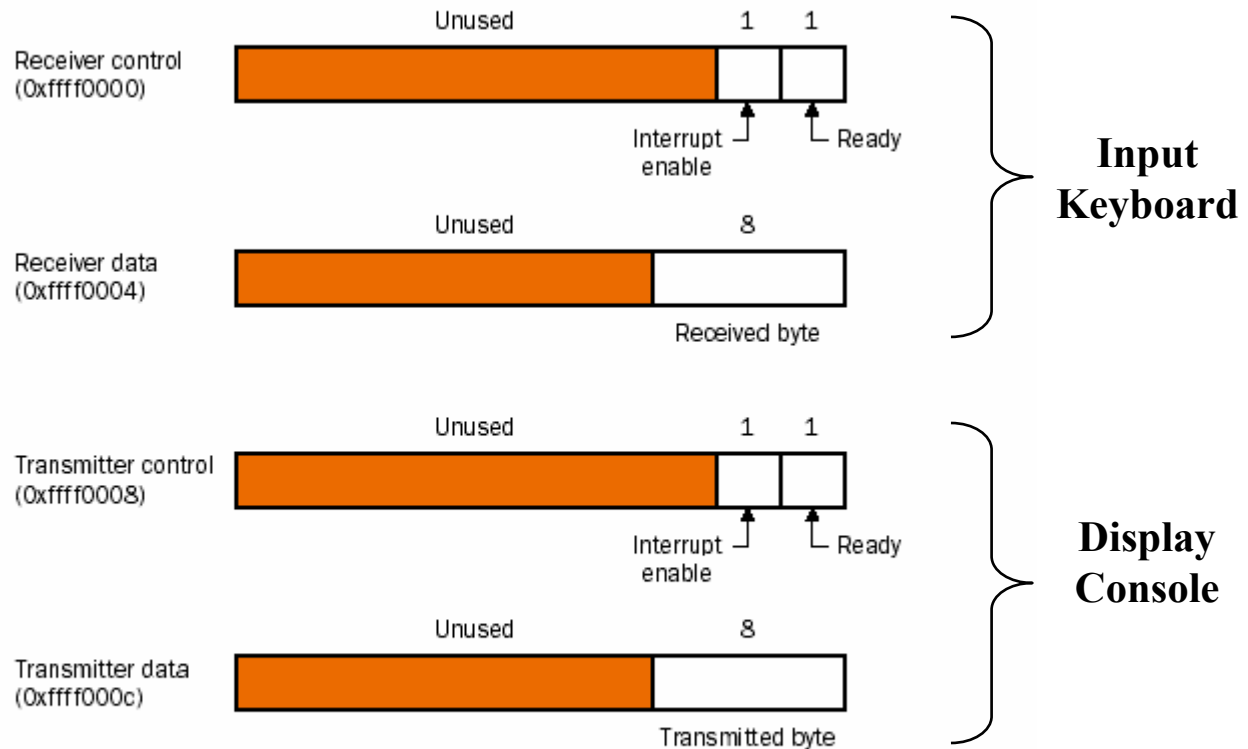 Unused 1 1
Receiver control
(0xffff0000)
Interrupt
enable
Ready
Unused 8
Receiver data
(0xffff0004)
Received byte
Input
Keyboard
Unused 1 1
Transmitter control
(0xffff0008)
Interrupt
enable
Ready
Unused 8
Transmitter data
(0xffff000c)
Transmitted byte
Display
Console